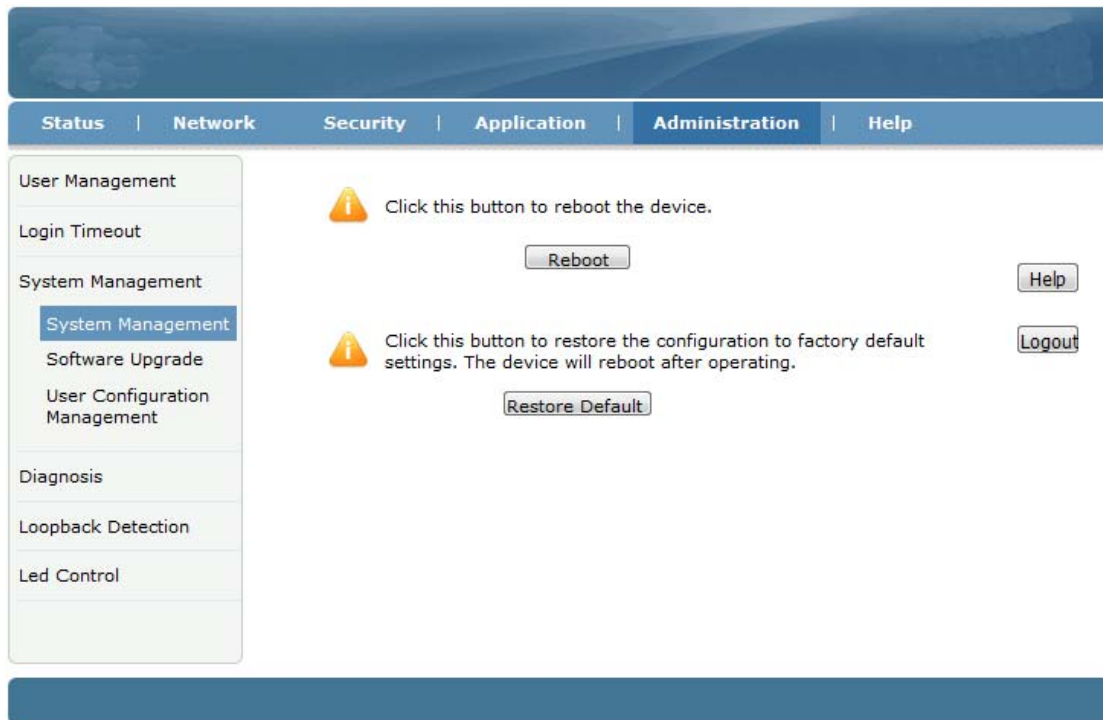 Status | Network Security | Application | Administration | Help
User Management
Login Timeout
System Management
System Management
Software Upgrade
User Configuration
Management
Diagnosis
Loopback Detection
Led Control
Click this button to reboot the device.
Reboot
Click this button to restore the configuration to factory default
settings. The device will reboot after operating.
Restore Default
Help
Logout